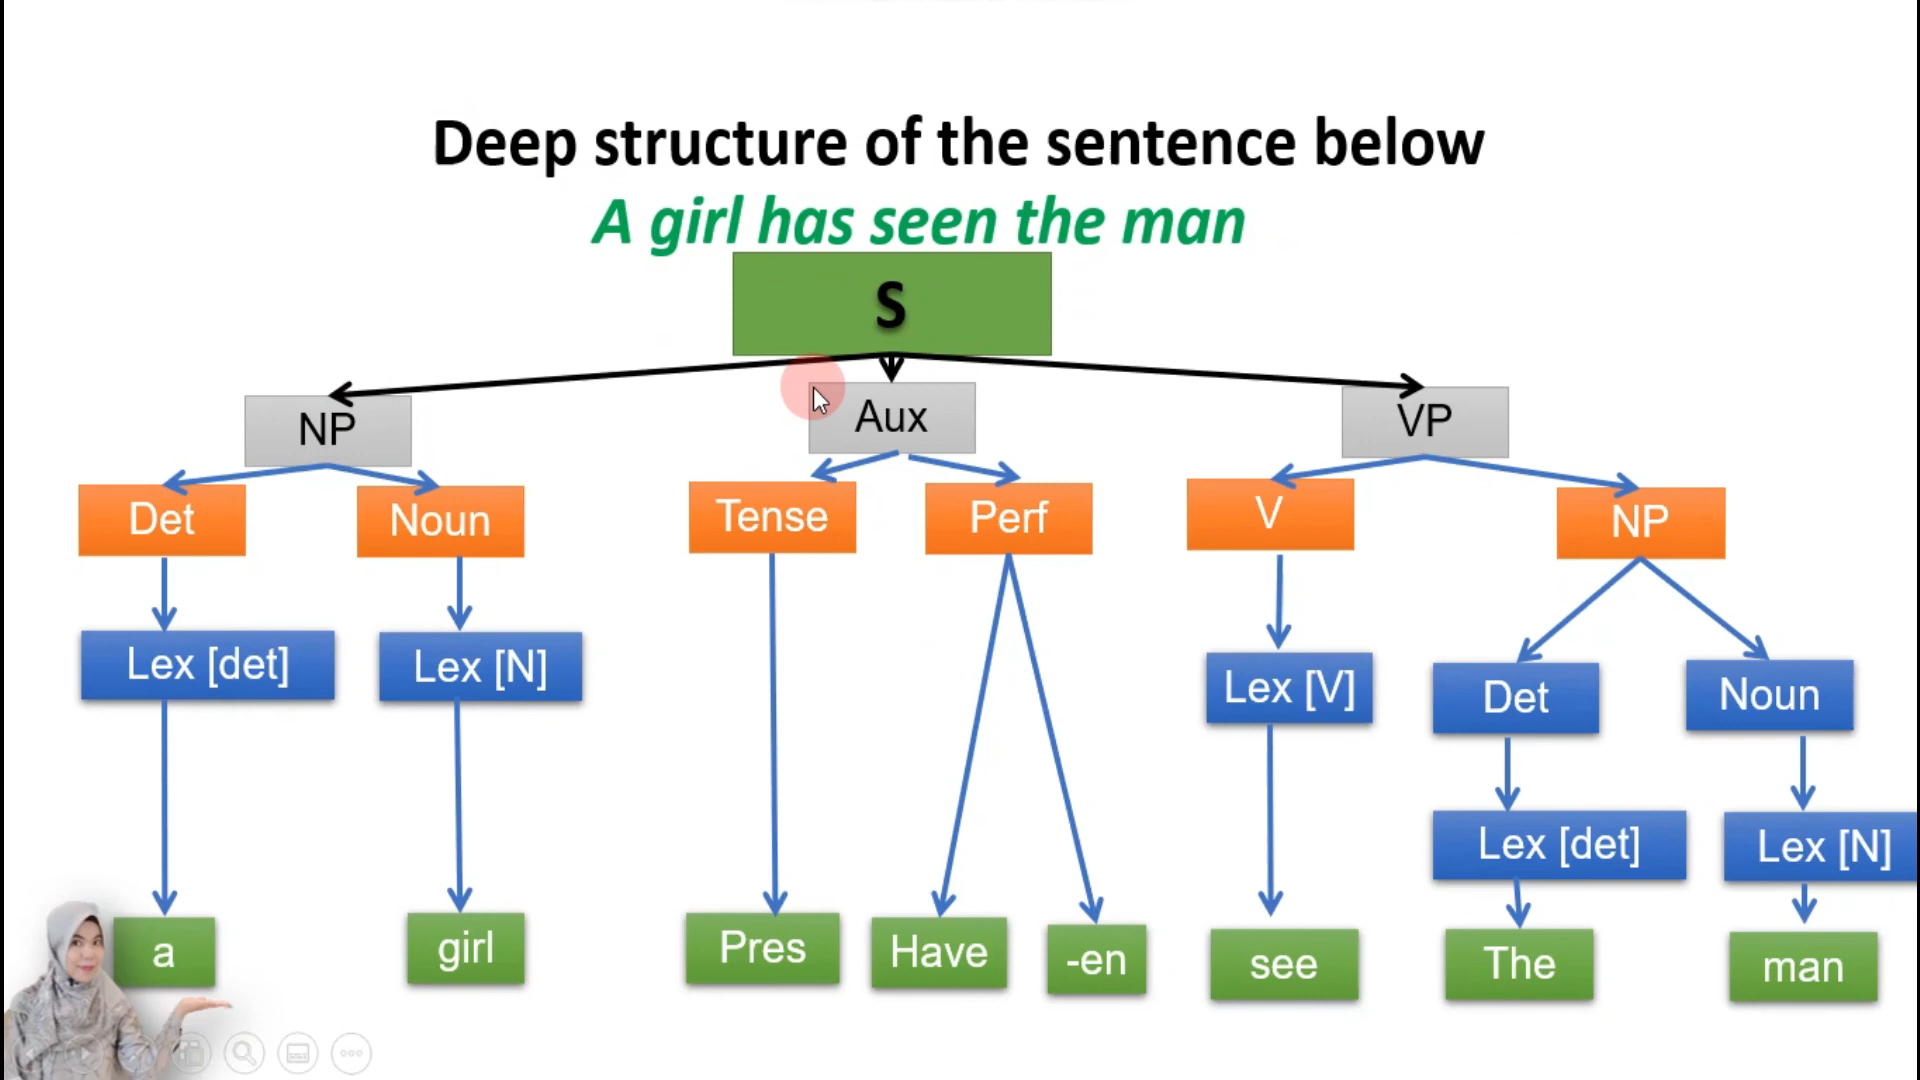 Deep structure of the sentence below
A girl has seen the man
S
NP
Aux
VP
Det
Noun
Tense
Perf
V
NP
Lex [det]
Lex [N]
Lex [V]
Det
Noun
Lex [det]
Lex [N]
a
girl
Pres
Have
-en
see
The
man